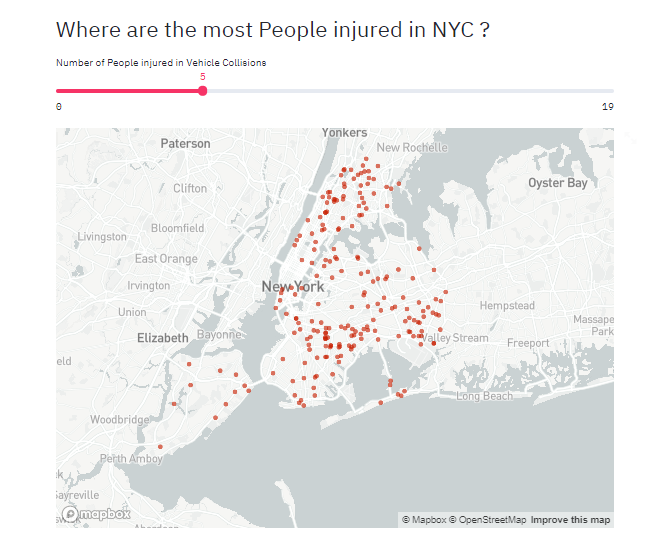 Where are the most People injured in NYC ?
Number of People injured in Vehicle Collisions
5
0
19
Yonkers
Paterson
New Rochelle
Clifton
Oyster Bay
Bloomfield
Livingston
East Orange
Irvington
New York
Union
Hempstead
Massape
Park
Elizabeth
Bayonne
Valley Stream
Freeport
eld
Long Beach
Woodbridge
Perth Amboy
k
Sayreville
mapbox
© Mapbox © OpenStreetMap Improve this map